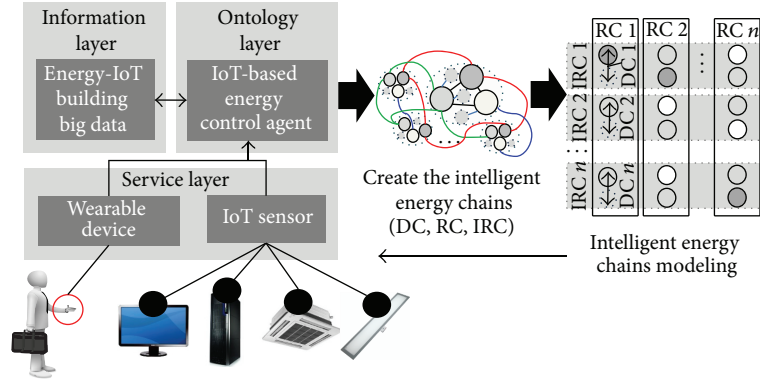 Information
layer
Energy-IoT
building
big data
Ontology
layer
IoT-based
energy
control agent
Service layer
Wearable
device
IoT sensor
Create the intelligent
energy chains
(DC, RC, IRC)
RC 1
RC 2
RC n
IRC 1
DC 1
IRC 2
DC 2
IRC n
DC n
Intelligent energy
chains modeling